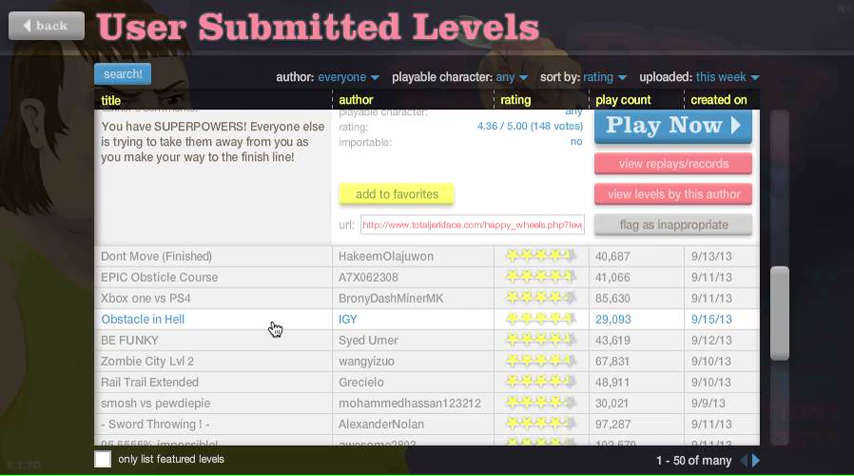 back
User Submitted Levels
search!
author: everyone playable character: any sort by: rating uploaded: this week
title author rating play count created on
You have SUPERPOWERS! Everyone else
is trying to take them away from you as
you make your way to the finish line!
playable character: any
rating: 4.36 / 5.00 (148 votes)
importable: no
add to favorites
url: http://www.totaljerkface.com/happy_wheels.php?lev
Play Now
view replays/records
view levels by this author
flag as inappropriate
Dont Move (Finished) HakeemOlajuwon 40,687 9/13/13
EPIC Obsticle Course A7X062308 41,066 9/11/13
Xbox one vs PS4 BronyDashMinerMK 85,630 9/11/13
Obstacle in Hell IGY 29,093 9/15/13
BE FUNKY Syed Umer 43,619 9/12/13
Zombie City Lvl 2 wangyizuo 67,831 9/10/13
Rail Trail Extended Grecielo 48,911 9/10/13
smosh vs pewdiepie mohammedhassan123212 30,021 9/9/13
- Sword Throwing ! - AlexanderNolan 97,287 9/11/13
only list featured levels 1 - 50 of many